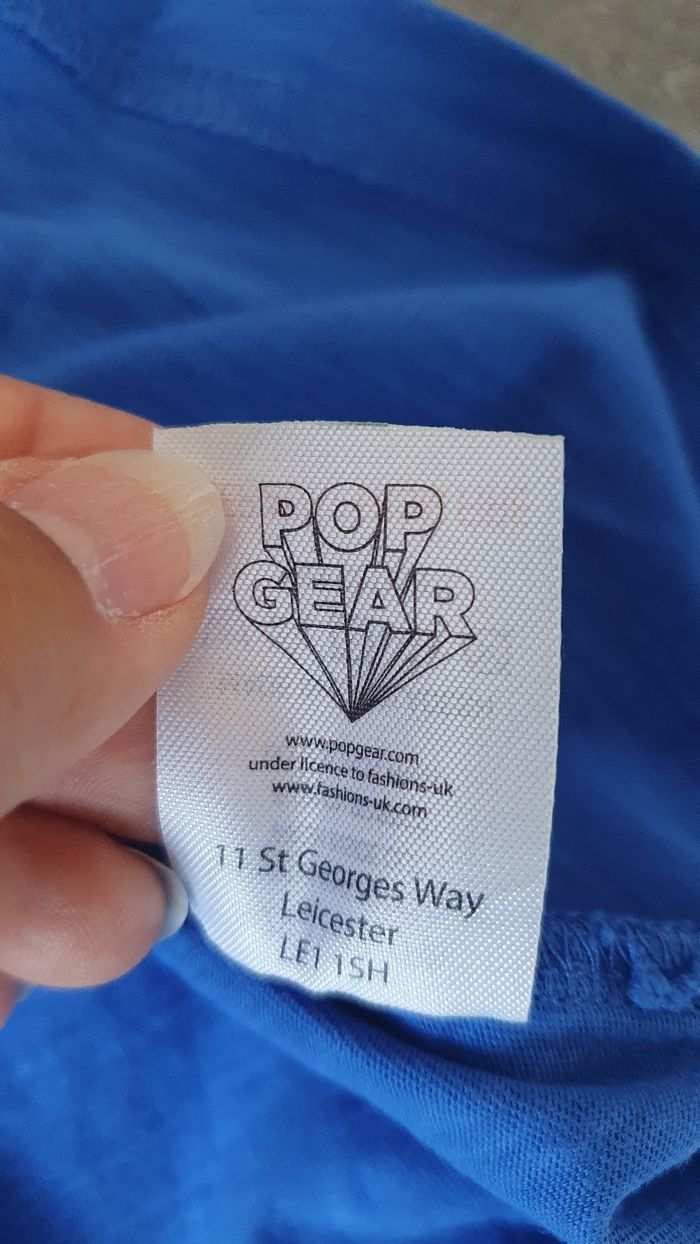 POP
GEAR
www.popgear.com
under licence to fashions-uk
www.fashions-uk.com
11 St Georges Way
Leicester
LE1 1SH